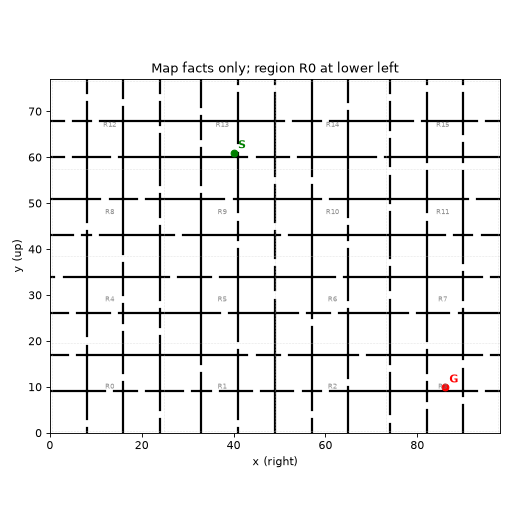 Map facts only; region R0 at lower left
70
R12 R13 R14 R15
S
60
50
R8 R9 R10 R11
40
30
R4 R5 R6 R7
20
G
10
R0 R1 R2
0
0 20 40 60 80
x (right)
y (up)